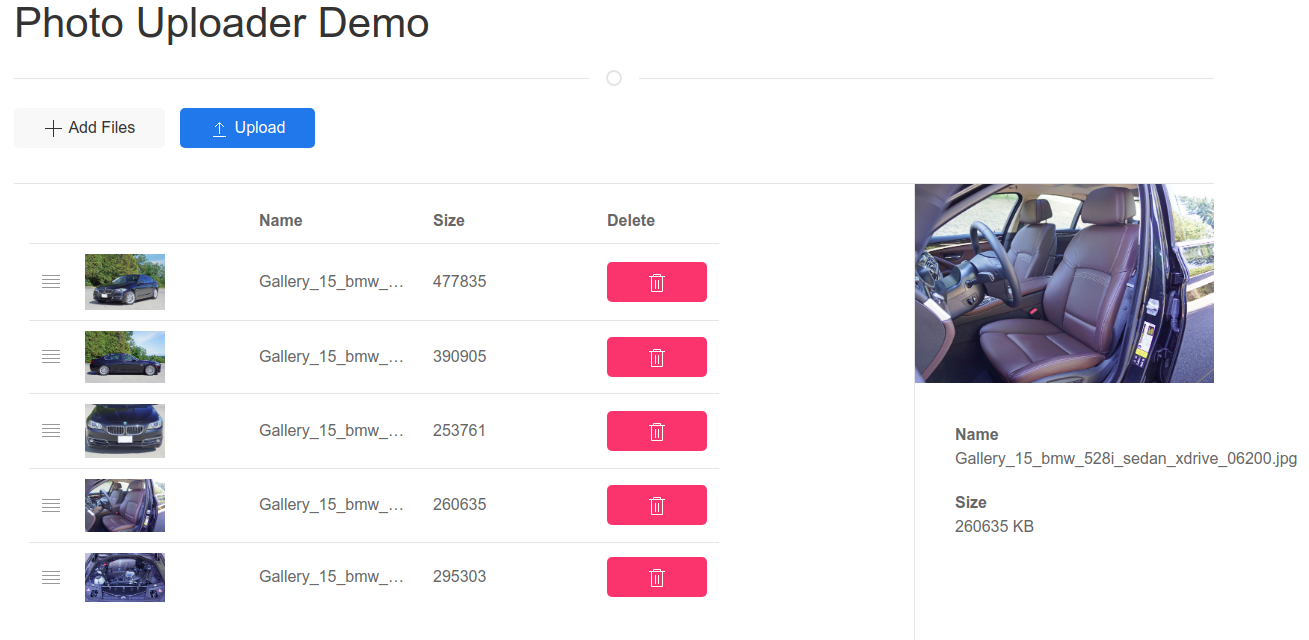 Photo Uploader Demo
Add Files
Upload
Name Size Delete
Gallery_15_bmw_... 477835
Gallery_15_bmw_... 390905
Gallery_15_bmw_... 253761
Gallery_15_bmw_... 260635
Gallery_15_bmw_... 295303
Name
Gallery_15_bmw_528i_sedan_xdrive_06200.jpg
Size
260635 KB